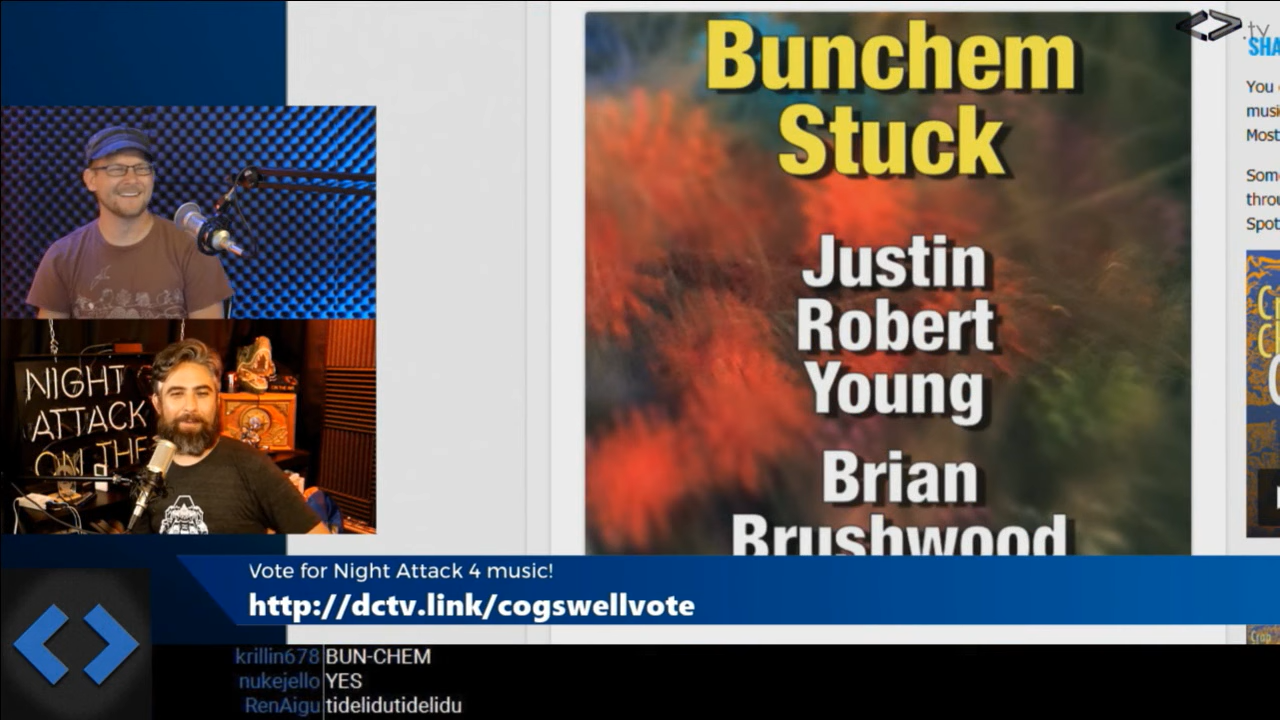 .tv
Bunchem
Stuck
Justin
Robert
Young
Brian
Brushwood
SHA
You
musi
Most
Som
throu
Spot
NIGHT
ATTACK
ON THE
Vote for Night Attack 4 music!
http://dctv.link/cogswellvote
krillin678 BUN-CHEM
nukejello YES
RenAigu tidelidutidelidu